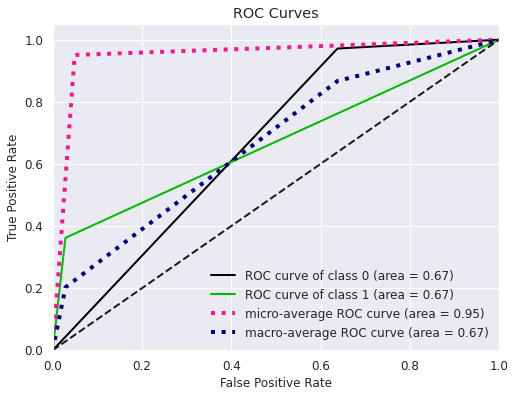 ROC Curves
1.0
0.8
0.6
0.4
0.2
0.0
True Positive Rate
ROC curve of class 0 (area = 0.67)
ROC curve of class 1 (area = 0.67)
micro-average ROC curve (area = 0.95)
macro-average ROC curve (area = 0.67)
0.0 0.2 0.4 0.6 0.8 1.0
False Positive Rate